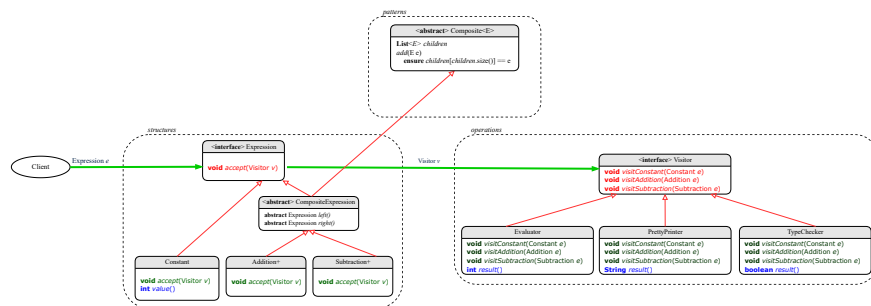 patterns
<abstract> Composite<E>
List<E> children
add(E e)
ensure children[children.size()] == e
structures
<interface> Expression
void accept(Visitor v)
Client
Expression e
Visitor v
<abstract> CompositeExpression
abstract Expression left()
abstract Expression right()
Constant
void accept(Visitor v)
int value()
Addition+
void accept(Visitor v)
Subtraction+
void accept(Visitor v)
operations
<interface> Visitor
void visitConstant(Constant e)
void visitAddition(Addition e)
void visitSubtraction(Subtraction e)
Evaluator
void visitConstant(Constant e)
void visitAddition(Addition e)
void visitSubtraction(Subtraction e)
int result()
PrettyPrinter
void visitConstant(Constant e)
void visitAddition(Addition e)
void visitSubtraction(Subtraction e)
String result()
TypeChecker
void visitConstant(Constant e)
void visitAddition(Addition e)
void visitSubtraction(Subtraction e)
boolean result()